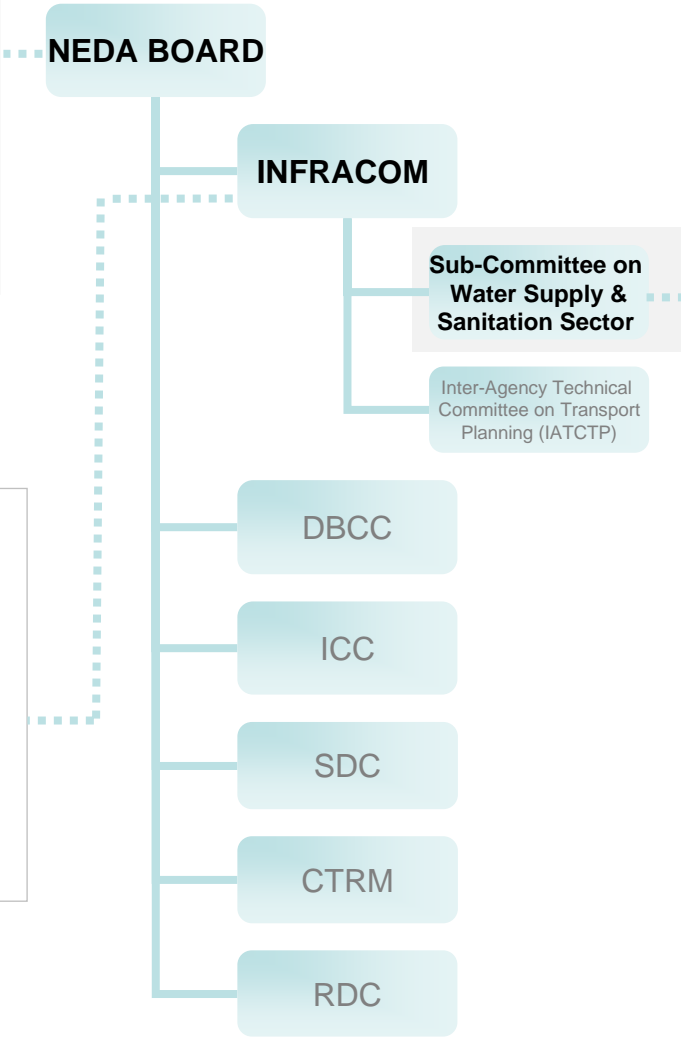 NEDA BOARD
INFRACOM
Sub-Committee on
Water Supply &
Sanitation Sector
Inter-Agency Technical
Committee on Transport
Planning (IATCTP)
DBCC
ICC
SDC
CTRM
RDC